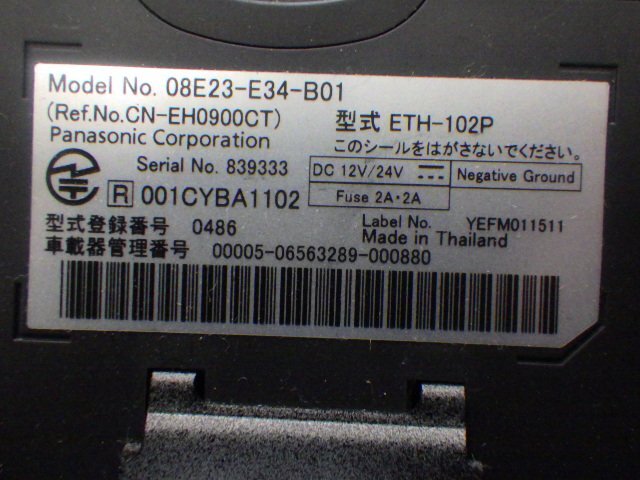 Model No. 08E23-E34-B01
(Ref.No.CN-EH0900CT) 型式 ETH-102P
Panasonic Corporation このシールをはがさないでください。
Serial No. 839333 DC 12V/24V Negative Ground
R 001CYBA1102 Fuse 2A・2A
型式登録番号 0486 Label No. YEFM011511
Made in Thailand
車載器管理番号 00005-06563289-000880